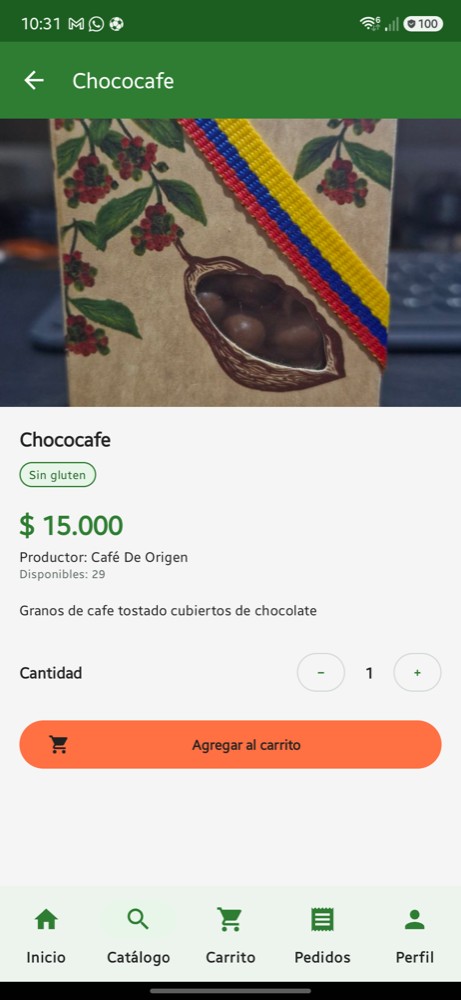 10:31
100
Chococafe
Chococafe
Sin gluten
$ 15.000
Productor: Café De Origen
Disponibles: 29
Granos de cafe tostado cubiertos de chocolate
Cantidad
− 1 +
Agregar al carrito
Inicio Catálogo Carrito Pedidos Perfil